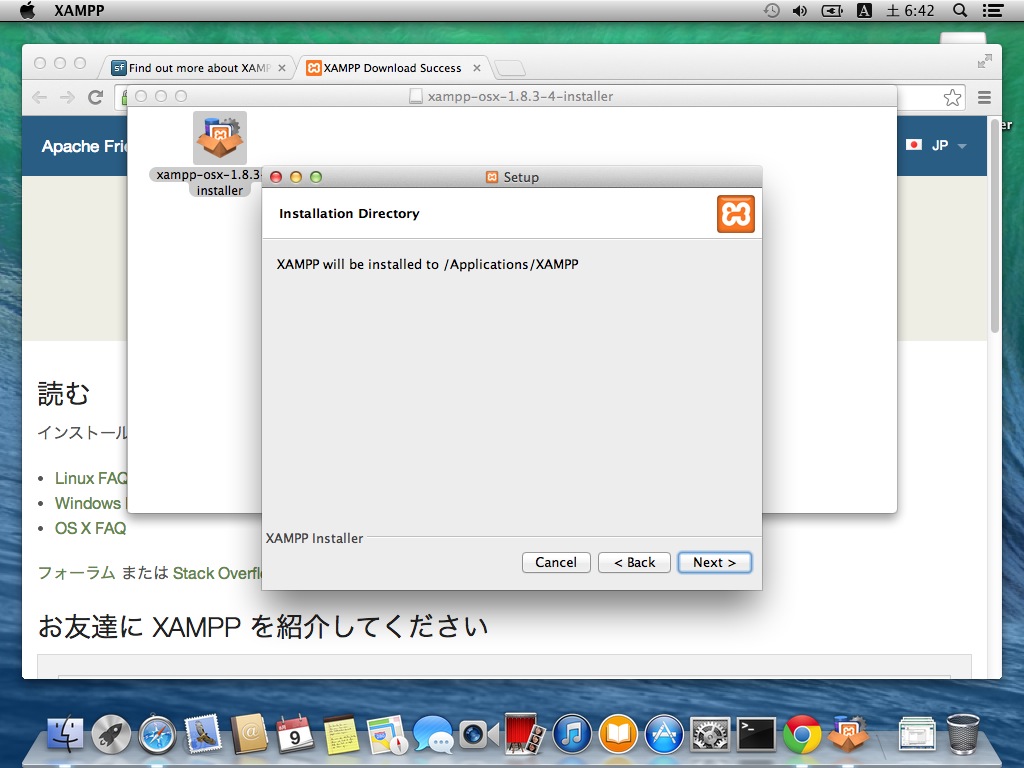 XAMPP
A
土 6:42
Find out more about XAMP
XAMPP Download Success
xampp-osx-1.8.3-4-installer
Apache Frie
JP
er
xampp-osx-1.8.3-
installer
Setup
Installation Directory
XAMPP will be installed to /Applications/XAMPP
読む
インストール
• Linux FAQ
• Windows
• OS X FAQ
フォーラム または Stack Overfl
XAMPP Installer
Cancel
< Back
Next >
お友達に XAMPP を紹介してください
9